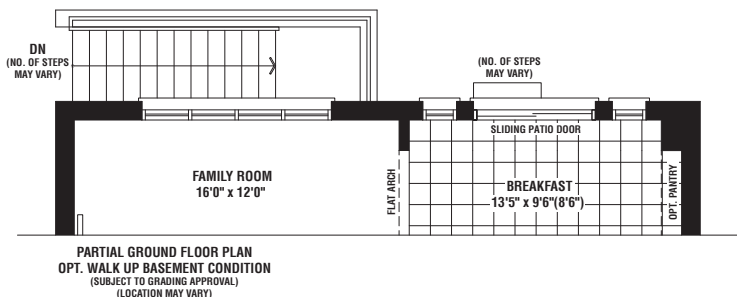 DN
(NO. OF STEPS
MAY VARY)
(NO. OF STEPS
MAY VARY)
SLIDING PATIO DOOR
FAMILY ROOM
16'0" x 12'0"
FLAT ARCH
BREAKFAST
13'5" x 9'6"(8'6")
OPT. PANTRY
PARTIAL GROUND FLOOR PLAN
OPT. WALK UP BASEMENT CONDITION
(SUBJECT TO GRADING APPROVAL)
(LOCATION MAY VARY)